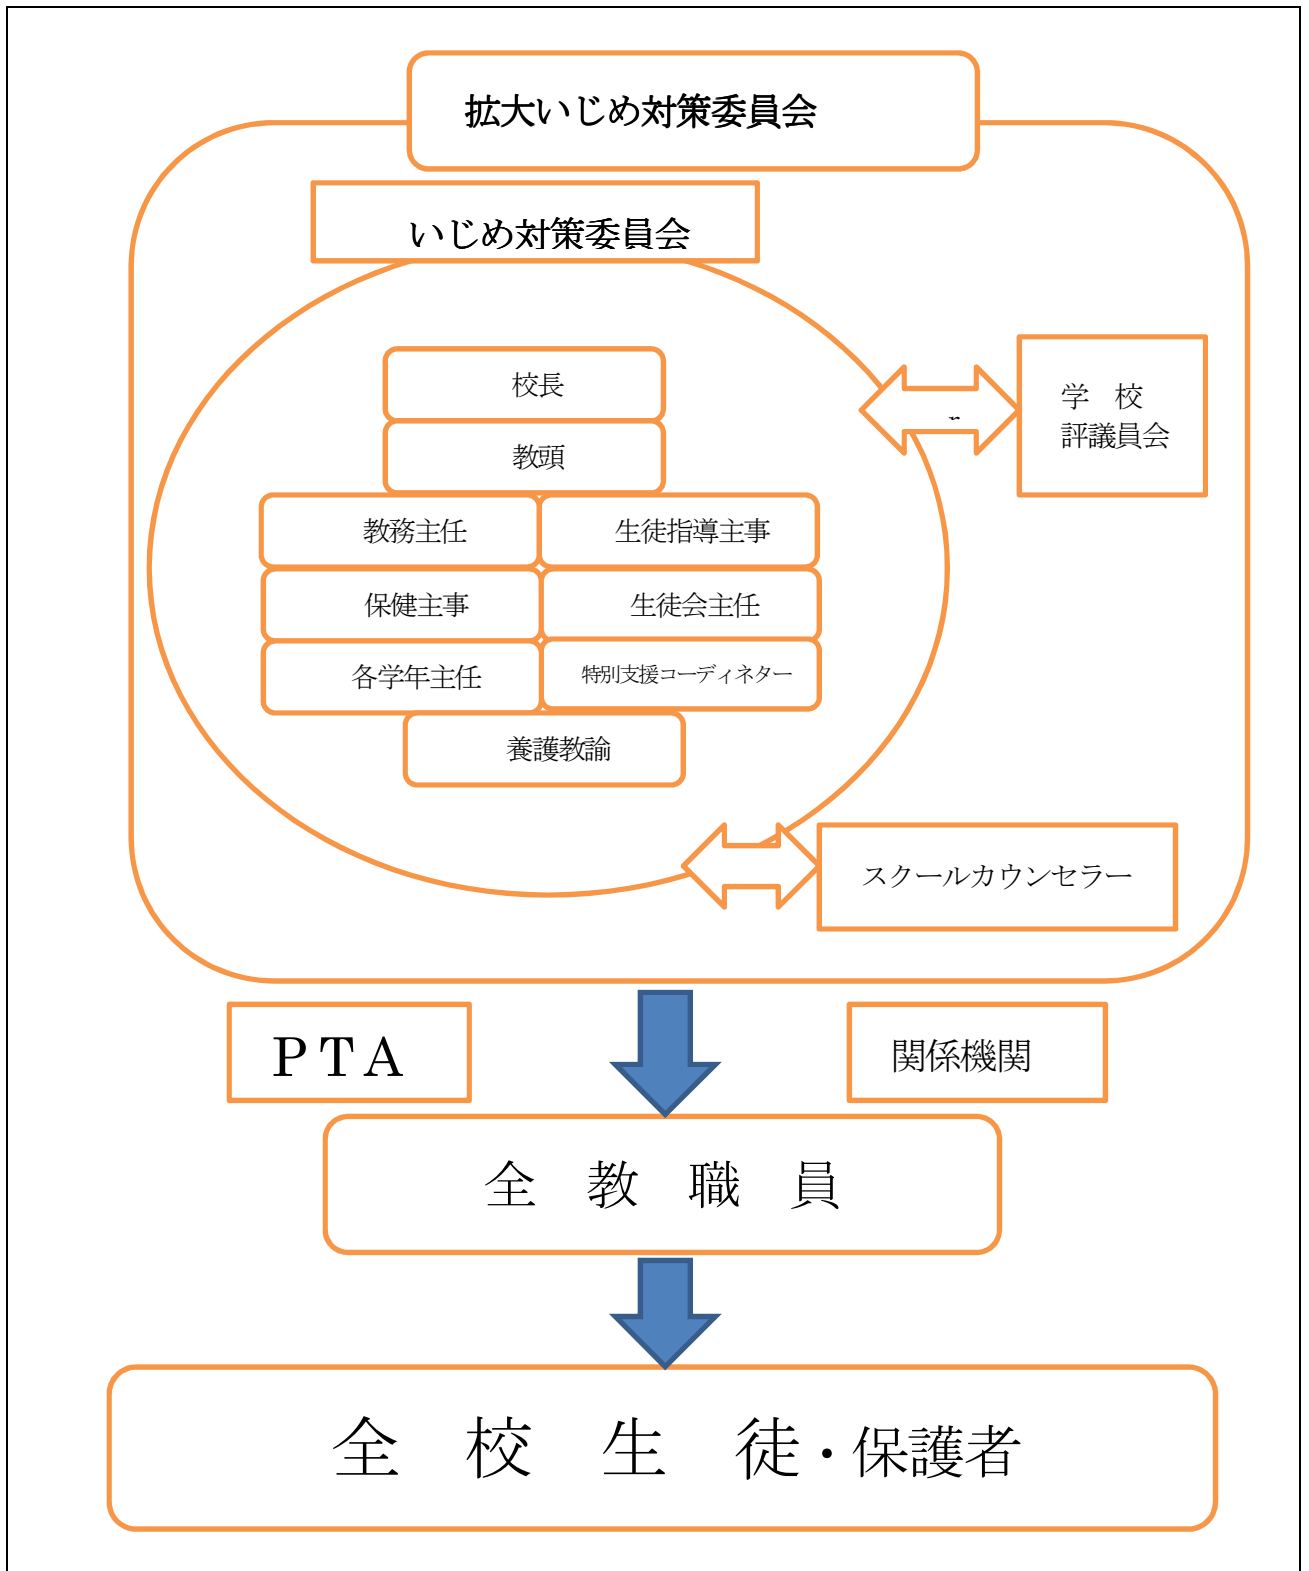 拡大いじめ対策委員会
いじめ対策委員会
校長
教頭
教務主任
生徒指導主事
保健主事
生徒会主任
各学年主任
特別支援コーディネター
養護教諭
学　校
評議員会
スクールカウンセラー
ＰＴＡ
関係機関
全　教　職　員
全　校　生　徒・保護者